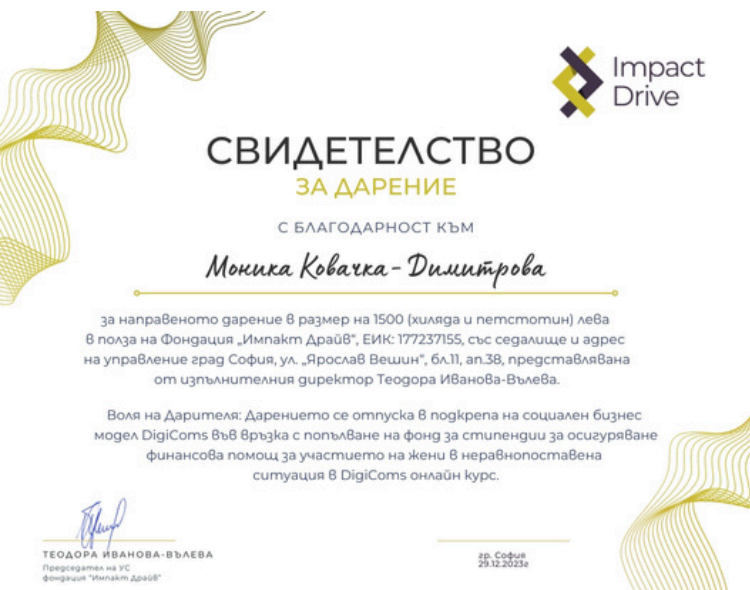 Impact
Drive
СВИДЕТЕЛСТВО
ЗА ДАРЕНИЕ
С БЛАГОДАРНОСТ КЪМ
Моника Ковачка - Димитрова
за направеното дарение в размер на 1500 (хиляда и петстотин) лева
в полза на Фондация „Импакт Драйв“, ЕИК: 177237155, със седалище и адрес
на управление град София, ул. „Ярослав Вешин“, бл.11, ап.38, представлявана
от изпълнителния директор Теодора Иванова-Вълева.
Воля на Дарителя: Дарението се отпуска в подкрепа на социален бизнес
модел DigiComs във връзка с попълване на фонд за стипендии за осигуряване
финансова помощ за участието на жени в неравнопоставена
ситуация в DigiComs онлайн курс.
ТЕОДОРА ИВАНОВА-ВЪЛЕВА
Председател на УС
фондация "Импакт Драйв"
гр. София
29.12.2023г